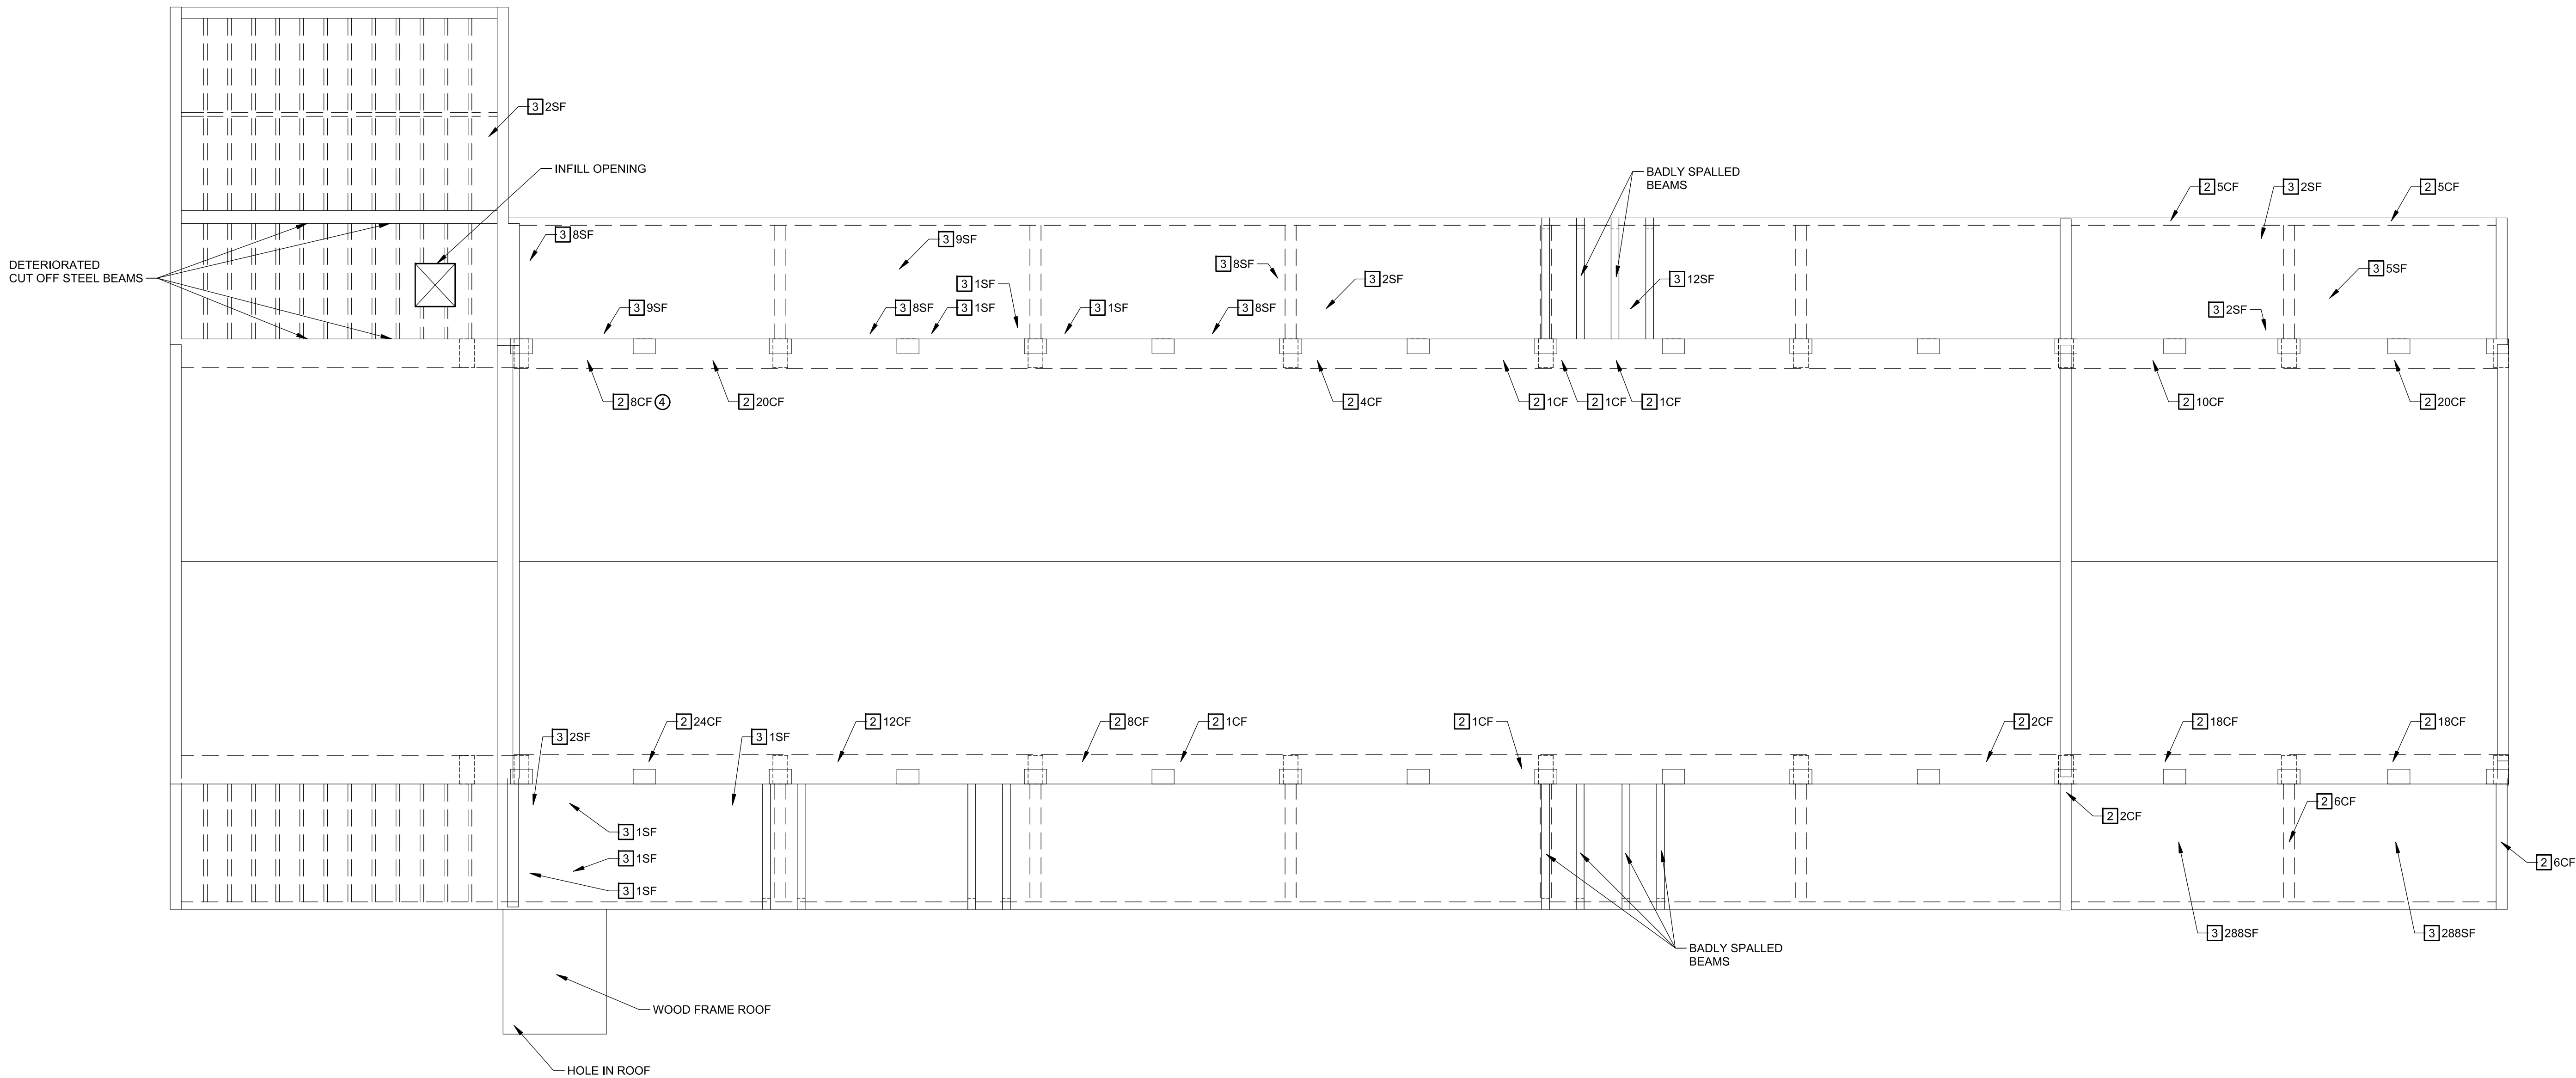 3 2SF
INFILL OPENING
BADLY SPALLED
BEAMS
2 5CF
3 2SF
2 5CF
3 8SF
3 9SF
DETERIORATED
CUT OFF STEEL BEAMS
3 8SF
3 1SF
3 2SF
3 12SF
3 5SF
3 9SF
3 8SF
3 1SF
3 1SF
3 8SF
3 2SF
2 8CF 4
2 20CF
2 4CF
2 1CF
2 1CF
2 1CF
2 10CF
2 20CF
3 2SF
2 24CF
3 1SF
2 12CF
2 8CF
2 1CF
2 1CF
2 2CF
2 18CF
2 18CF
3 1SF
3 1SF
3 1SF
2 2CF
2 6CF
2 6CF
3 288SF
3 288SF
BADLY SPALLED
BEAMS
WOOD FRAME ROOF
HOLE IN ROOF